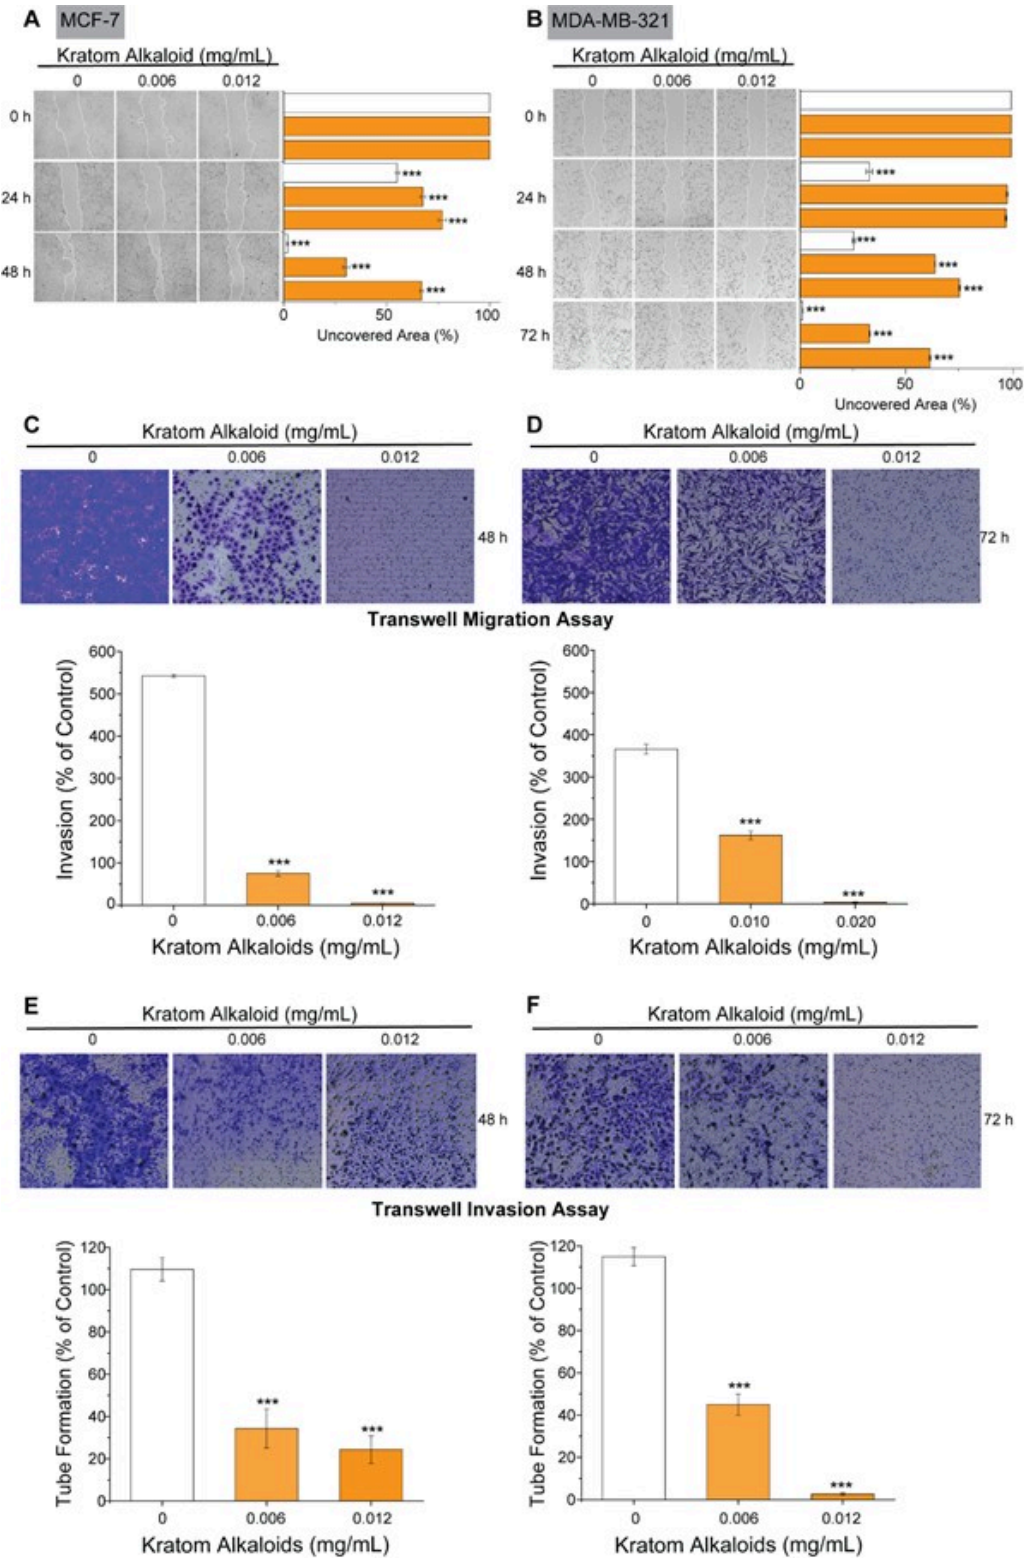 A MCF-7
Kratom Alkaloid (mg/mL)
0 0.006 0.012
0 h
24 h
***
***
***
48 h
***
***
***
0 50 100
Uncovered Area (%)
B MDA-MB-321
Kratom Alkaloid (mg/mL)
0 0.006 0.012
0 h
24 h
***
48 h
***
***
***
72 h
***
***
***
0 50 100
Uncovered Area (%)
C
Kratom Alkaloid (mg/mL)
0 0.006 0.012
48 h
D
Kratom Alkaloid (mg/mL)
0 0.006 0.012
72 h
Transwell Migration Assay
Invasion (% of Control)
600
500
400
300
200
100
0
***
***
0 0.006 0.012
Kratom Alkaloids (mg/mL)
Invasion (% of Control)
600
500
400
300
200
100
0
***
***
0 0.010 0.020
Kratom Alkaloids (mg/mL)
E
Kratom Alkaloid (mg/mL)
0 0.006 0.012
48 h
F
Kratom Alkaloid (mg/mL)
0 0.006 0.012
72 h
Transwell Invasion Assay
Tube Formation (% of Control)
120
100
80
60
40
20
0
***
***
0 0.006 0.012
Kratom Alkaloids (mg/mL)
Tube Formation (% of Control)
120
100
80
60
40
20
0
***
***
0 0.006 0.012
Kratom Alkaloids (mg/mL)